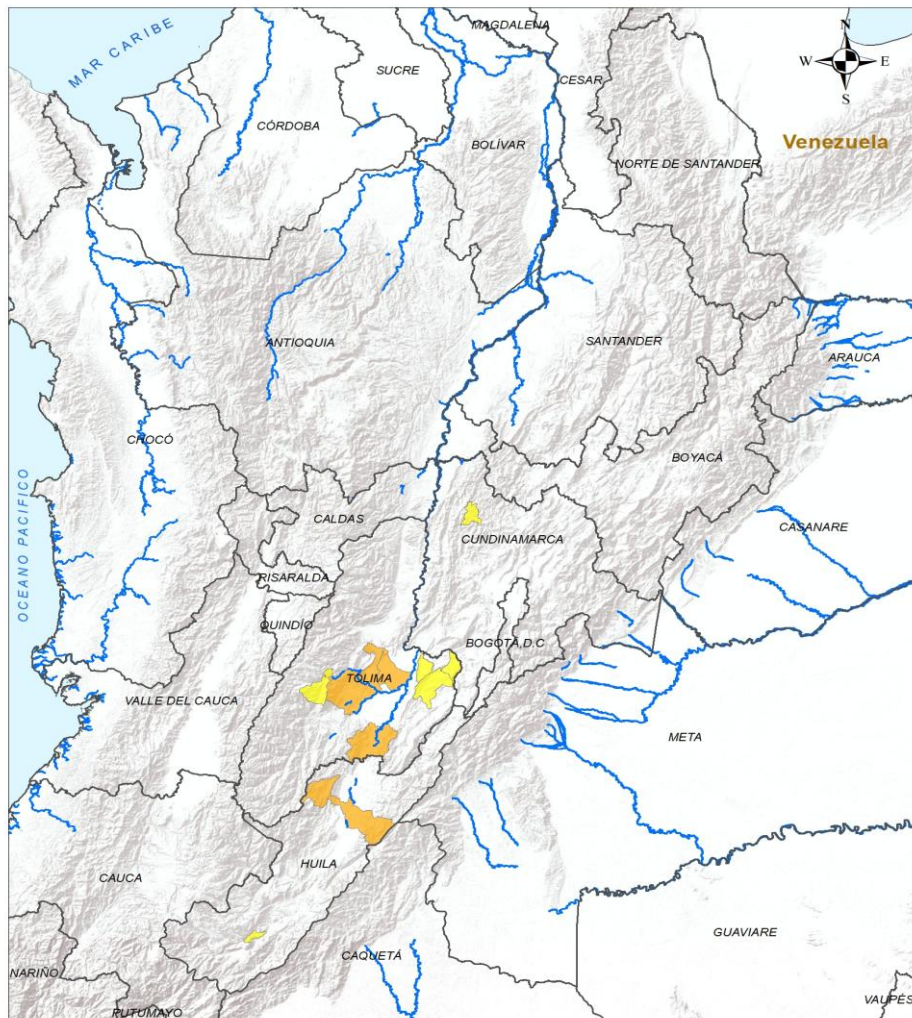 MAGDALENA
MAR CARIBE
N
W
E
S
SUCRE
CESAR
CÓRDOBA
BOLÍVAR
Venezuela
NORTE DE SANTANDER
ANTIOQUIA
SANTANDER
ARAUCA
CHOCÓ
BOYACÁ
OCEANO PACIFICO
CALDAS
CUNDINAMARCA
CASANARE
RISARALDA
QUINDÍO
BOGOTÁ, D.C
TOLIMA
VALLE DEL CAUCA
META
HUILA
CAUCA
GUAVIARE
CAQUETÁ
NARIÑO
PUTUMAYO
VAUPÉS